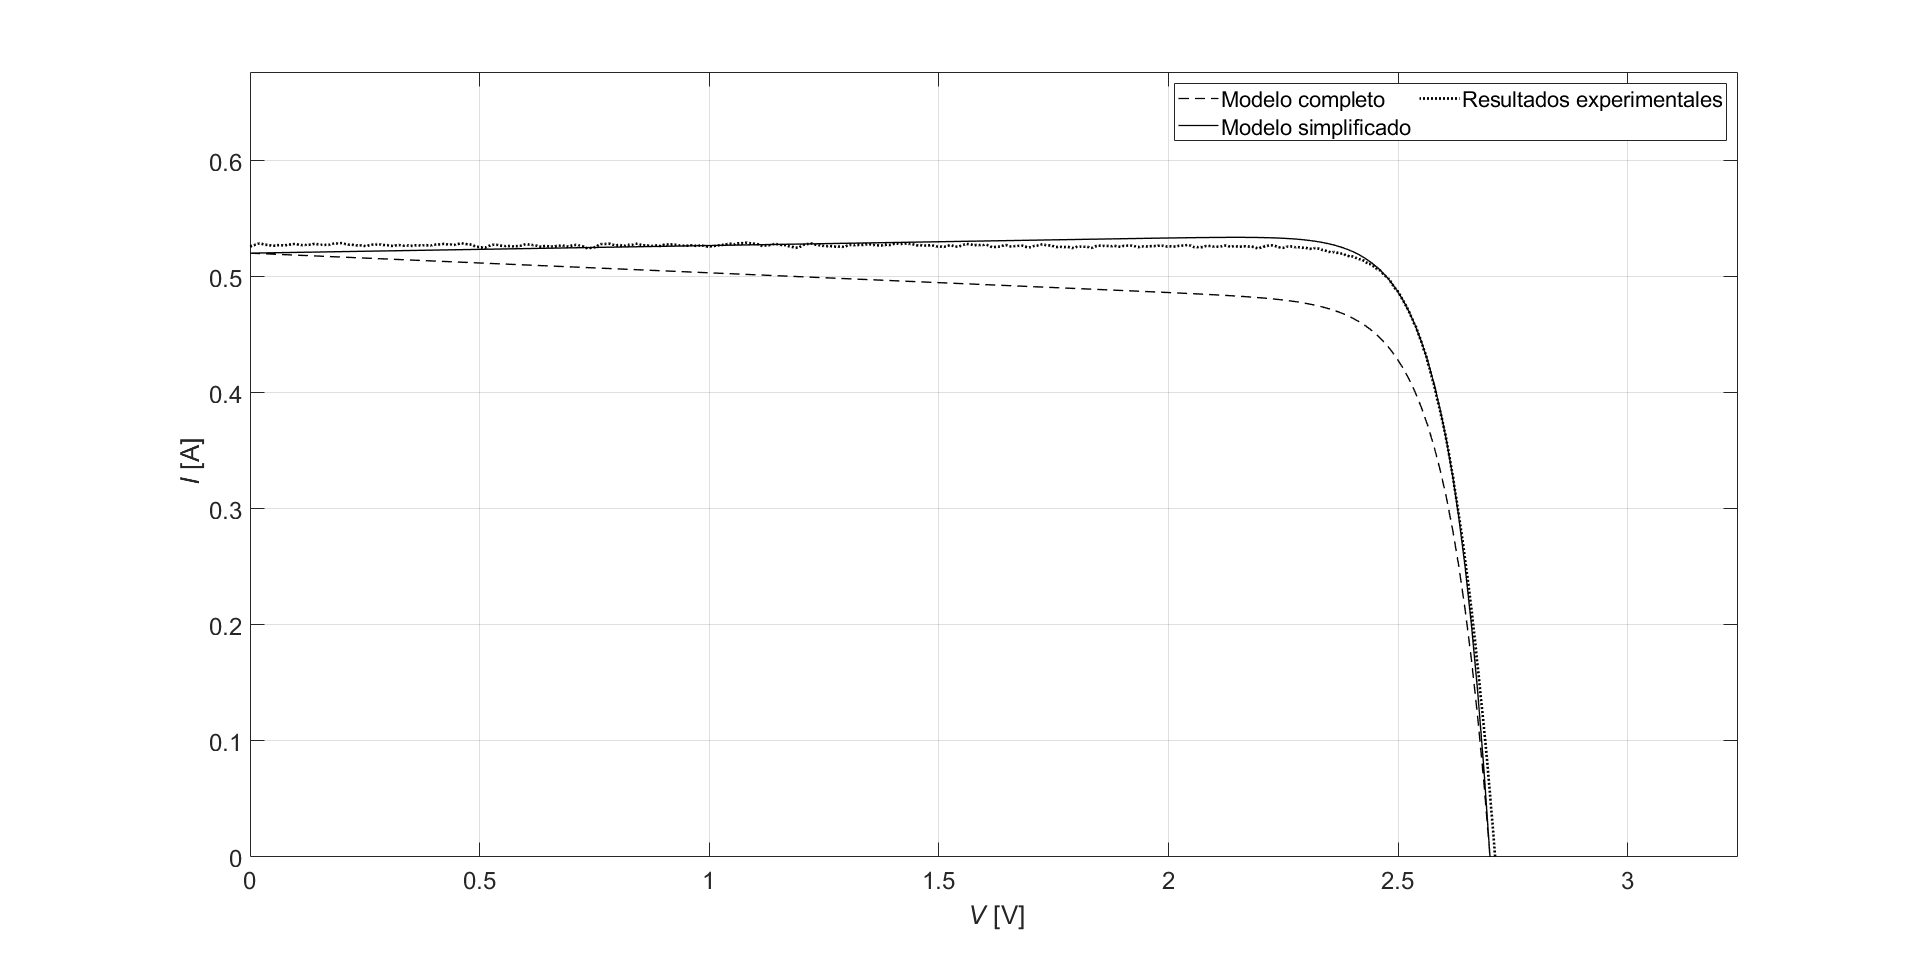 Modelo completo
Resultados experimentales
Modelo simplificado
0.6
0.5
0.4
0.3
0.2
0.1
0
I [A]
0
0.5
1
1.5
2
2.5
3
V [V]